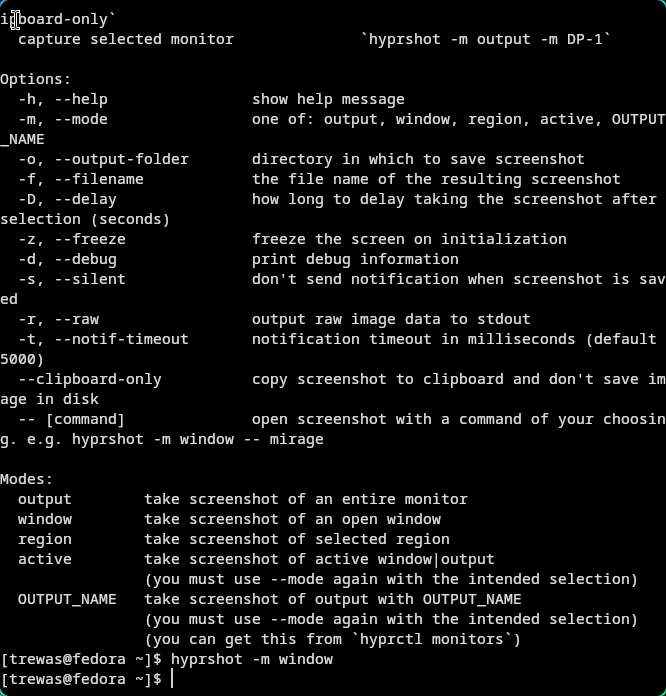 ipboard-only`
  capture selected monitor              `hyprshot -m output -m DP-1`

Options:
  -h, --help                show help message
  -m, --mode                one of: output, window, region, active, OUTPUT
_NAME
  -o, --output-folder       directory in which to save screenshot
  -f, --filename            the file name of the resulting screenshot
  -D, --delay               how long to delay taking the screenshot after
selection (seconds)
  -z, --freeze              freeze the screen on initialization
  -d, --debug               print debug information
  -s, --silent              don't send notification when screenshot is sav
ed
  -r, --raw                 output raw image data to stdout
  -t, --notif-timeout       notification timeout in milliseconds (default
5000)
  --clipboard-only          copy screenshot to clipboard and don't save im
age in disk
  -- [command]              open screenshot with a command of your choosin
g. e.g. hyprshot -m window -- mirage

Modes:
  output        take screenshot of an entire monitor
  window        take screenshot of an open window
  region        take screenshot of selected region
  active        take screenshot of active window|output
                (you must use --mode again with the intended selection)
  OUTPUT_NAME   take screenshot of output with OUTPUT_NAME
                (you must use --mode again with the intended selection)
                (you can get this from `hyprctl monitors`)
[trewas@fedora ~]$ hyprshot -m window
[trewas@fedora ~]$